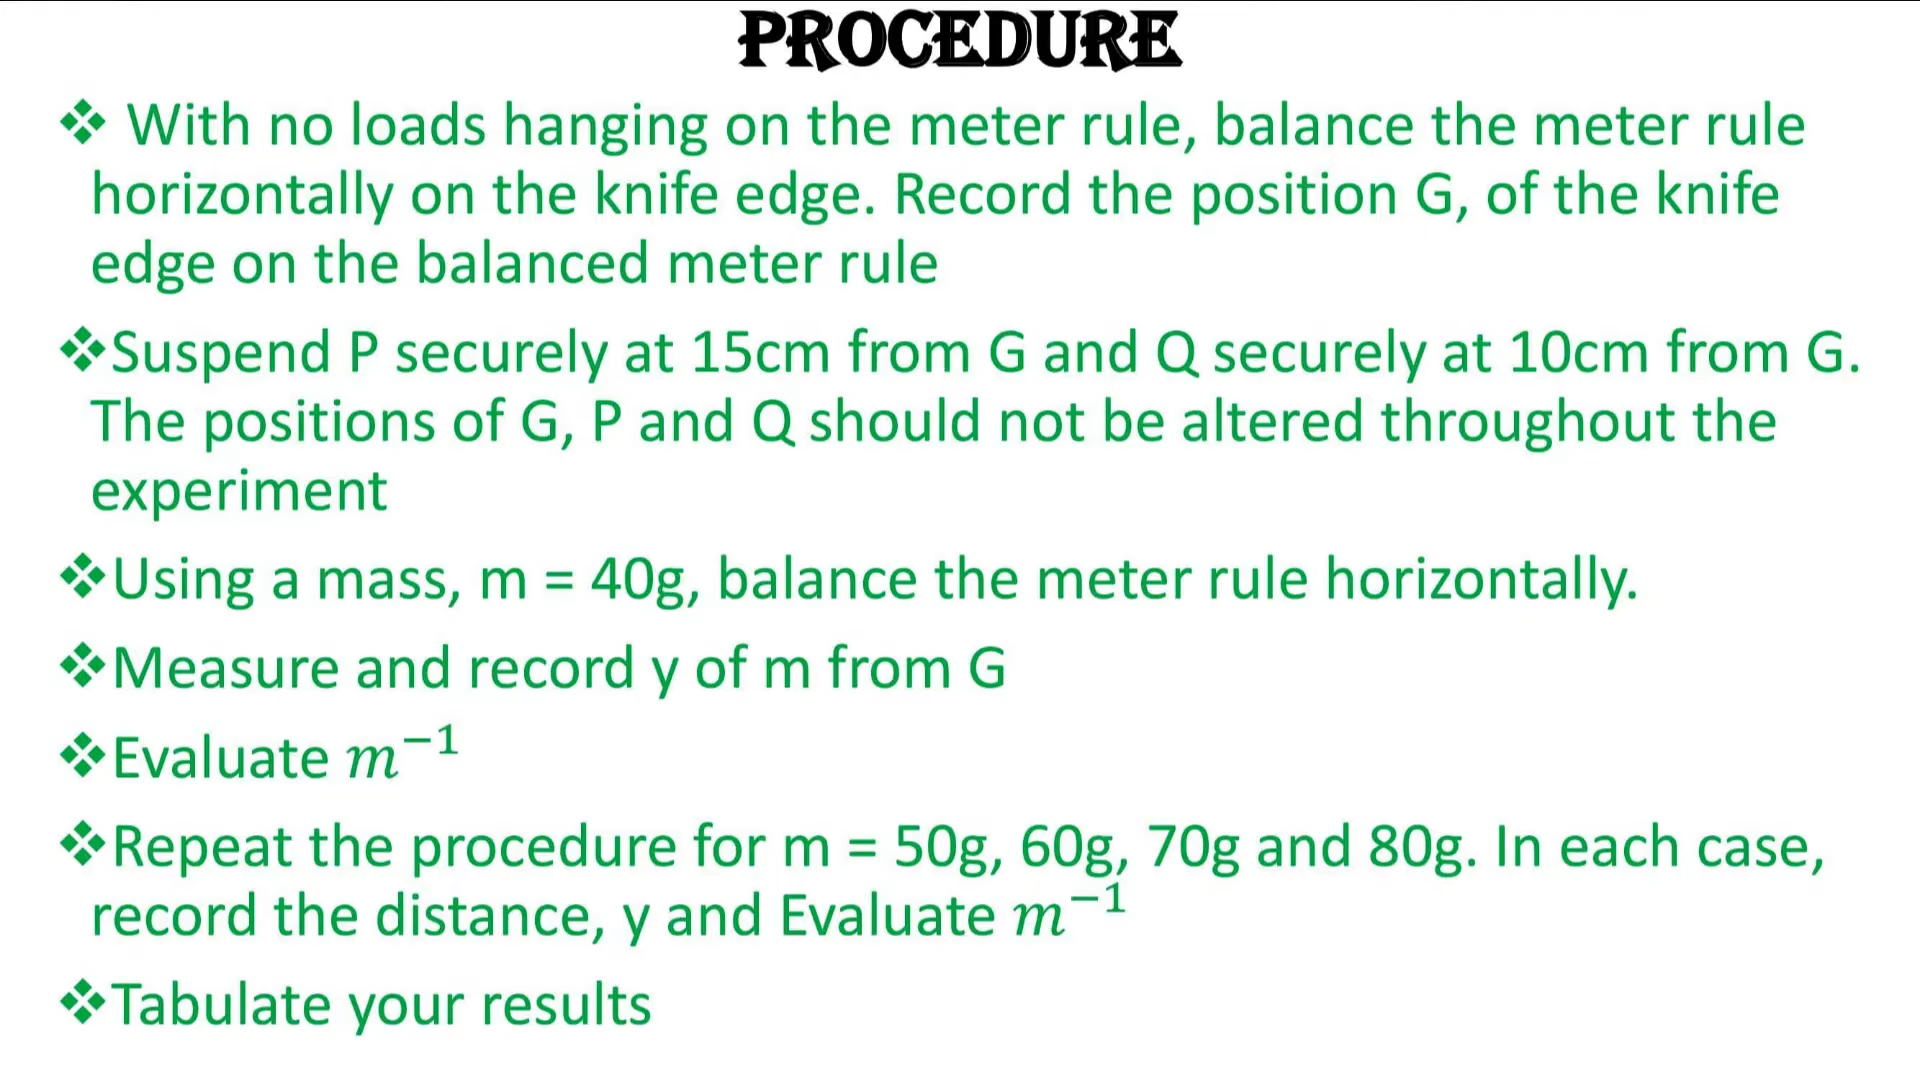 PROCEDURE
❖ With no loads hanging on the meter rule, balance the meter rule
horizontally on the knife edge. Record the position G, of the knife
edge on the balanced meter rule
❖Suspend P securely at 15cm from G and Q securely at 10cm from G.
The positions of G, P and Q should not be altered throughout the
experiment
❖Using a mass, m = 40g, balance the meter rule horizontally.
❖Measure and record y of m from G
❖Evaluate m⁻¹
❖Repeat the procedure for m = 50g, 60g, 70g and 80g. In each case,
record the distance, y and Evaluate m⁻¹
❖Tabulate your results